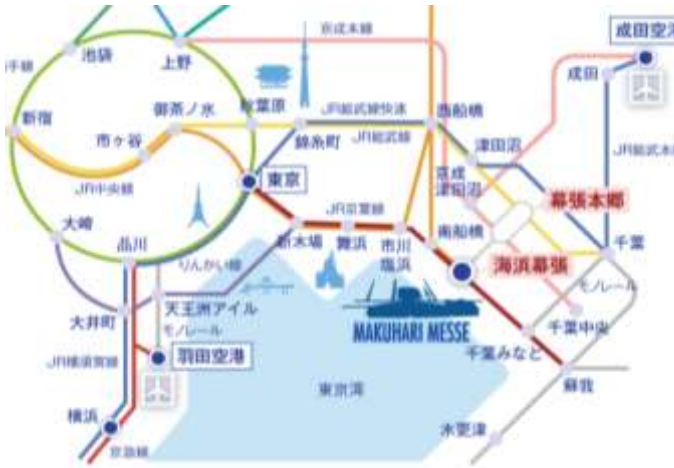 京成本線
成田空港
池袋
上野
成田
御茶ノ水
秋葉原
JR総武線快速
西船橋
新宿
錦糸町
JR総武線
市ヶ谷
津田沼
東京
京成
津田沼
JR中央線
幕張本郷
大崎
JR京葉線
品川
新木場
舞浜
市川
塩浜
南船橋
千葉
りんかい線
海浜幕張
天王洲アイル
モノレール
大井町
モノレール
MAKUHARI MESSE
千葉中央
千葉みなと
JR横須賀線
羽田空港
蘇我
東京湾
横浜
木更津
京急線